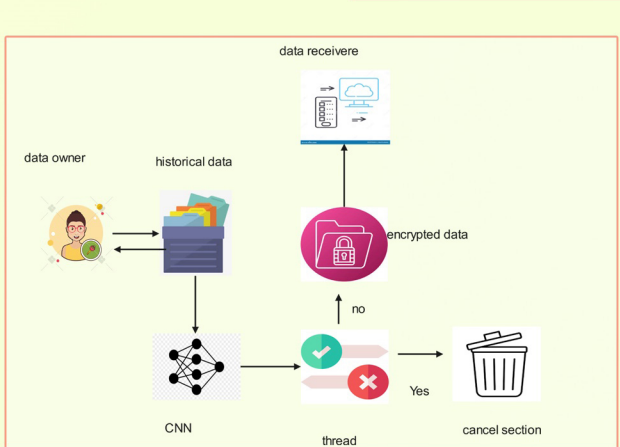 data receivere
data owner
historical data
encrypted data
no
Yes
CNN
thread
cancel section